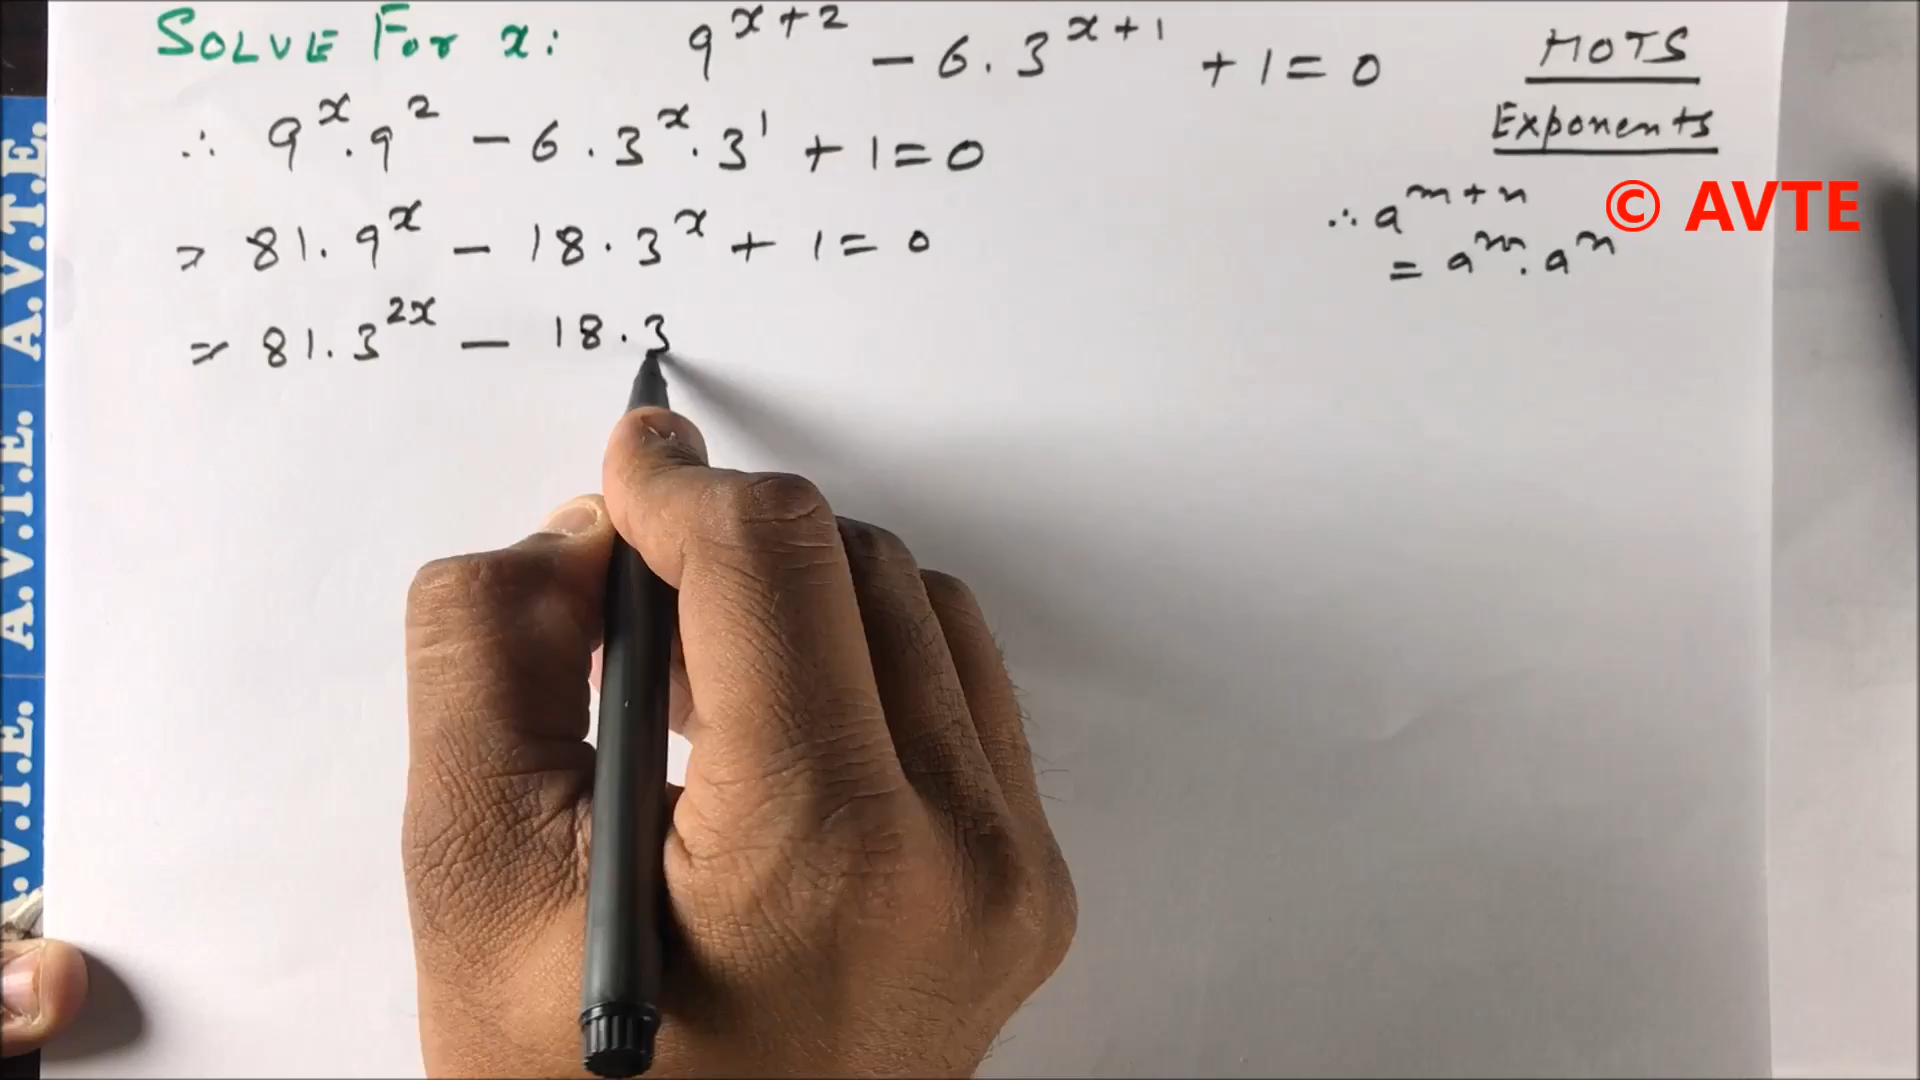 SOLVE For x: 9^{x+2} - 6.3^{x+1} + 1 = 0
∴ 9^x . 9^2 - 6 . 3^x . 3^1 + 1 = 0
⇒ 81 . 9^x - 18 . 3^x + 1 = 0
⇒ 81 . 3^{2x} - 18 . 3
HOTS
Exponents
∴ a^{m+n}
= a^m . a^n
© AVTE
A.V.T.E.
A.V.T.E.
A.V.T.E.
.V.T.E.